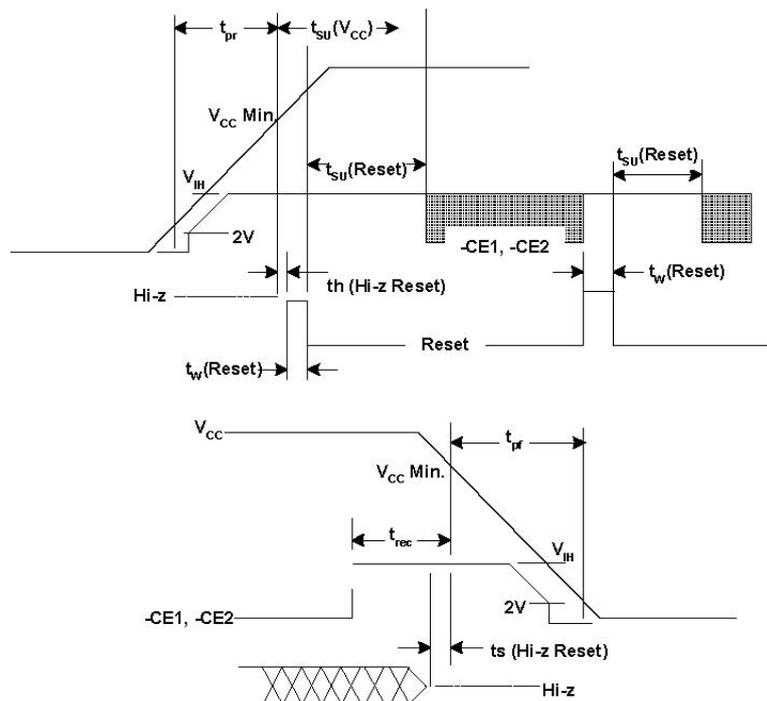 tpr
tSU(VCC)
VCC Min.
tSU(Reset)
tSU(Reset)
VIH
2V
-CE1, -CE2
th (Hi-z Reset)
tW(Reset)
Hi-z
Reset
tW(Reset)
VCC
tpf
VCC Min.
trec
VIH
2V
-CE1, -CE2
ts (Hi-z Reset)
Hi-z